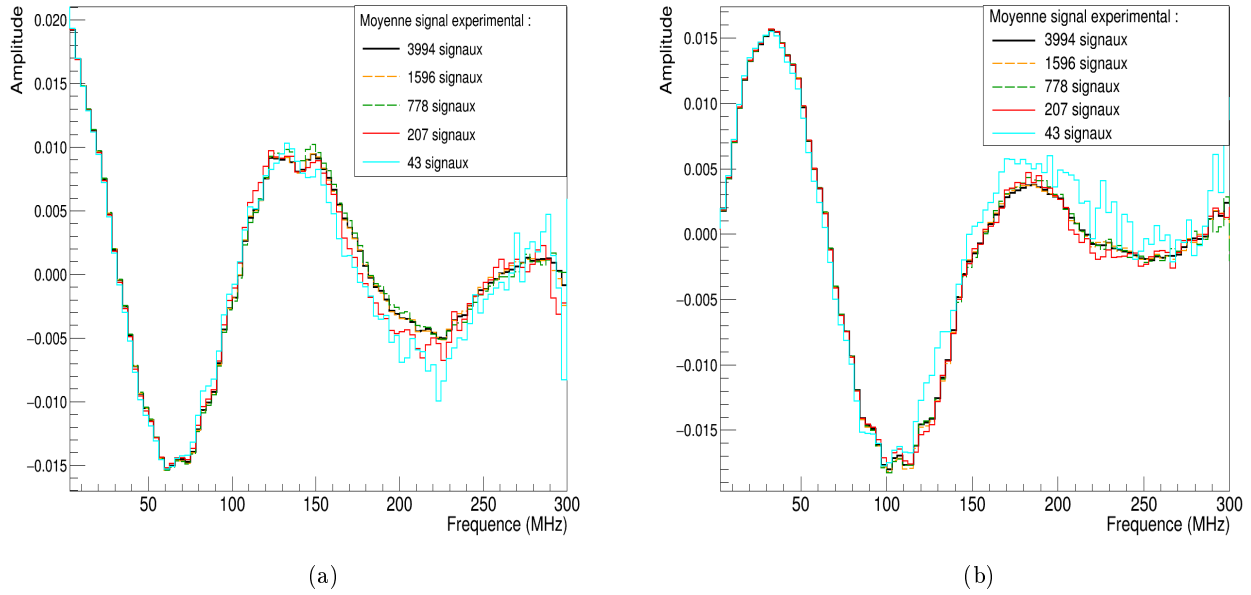 Amplitude
0.020
0.015
0.010
0.005
0.000
−0.005
−0.010
−0.015
50
100
150
200
250
300
Frequence (MHz)
Moyenne signal experimental :
3994 signaux
1596 signaux
778 signaux
207 signaux
43 signaux
(a)
Amplitude
0.015
0.010
0.005
0.000
−0.005
−0.010
−0.015
50
100
150
200
250
300
Frequence (MHz)
Moyenne signal experimental :
3994 signaux
1596 signaux
778 signaux
207 signaux
43 signaux
(b)